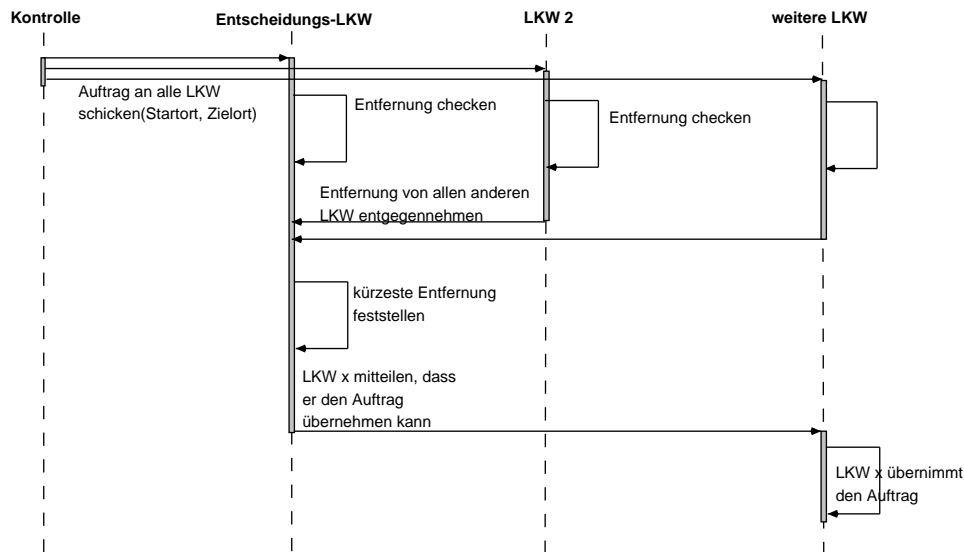 Kontrolle
Entscheidungs-LKW
LKW 2
weitere LKW
Auftrag an alle LKW
schicken(Startort, Zielort)
Entfernung checken
Entfernung checken
Entfernung von allen anderen
LKW entgegennehmen
kürzeste Entfernung
feststellen
LKW x mitteilen, dass
er den Auftrag
übernehmen kann
LKW x übernimmt
den Auftrag